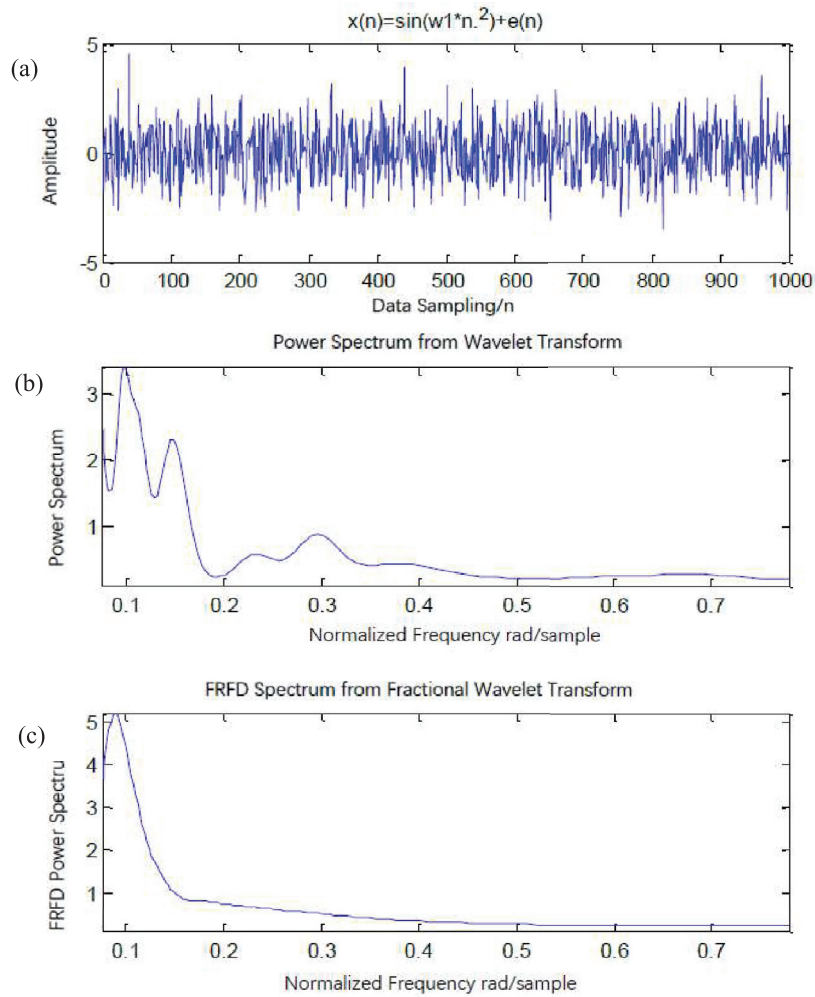 x(n)=sin(w1*n.²)+e(n)
(a)
5
0
-5
Amplitude
0 100 200 300 400 500 600 700 800 900 1000
Data Sampling/n
Power Spectrum from Wavelet Transform
(b)
3
2
1
Power Spectrum
0.1 0.2 0.3 0.4 0.5 0.6 0.7
Normalized Frequency rad/sample
FRFD Spectrum from Fractional Wavelet Transform
(c)
5
4
3
2
1
FRFD Power Spectru
0.1 0.2 0.3 0.4 0.5 0.6 0.7
Normalized Frequency rad/sample